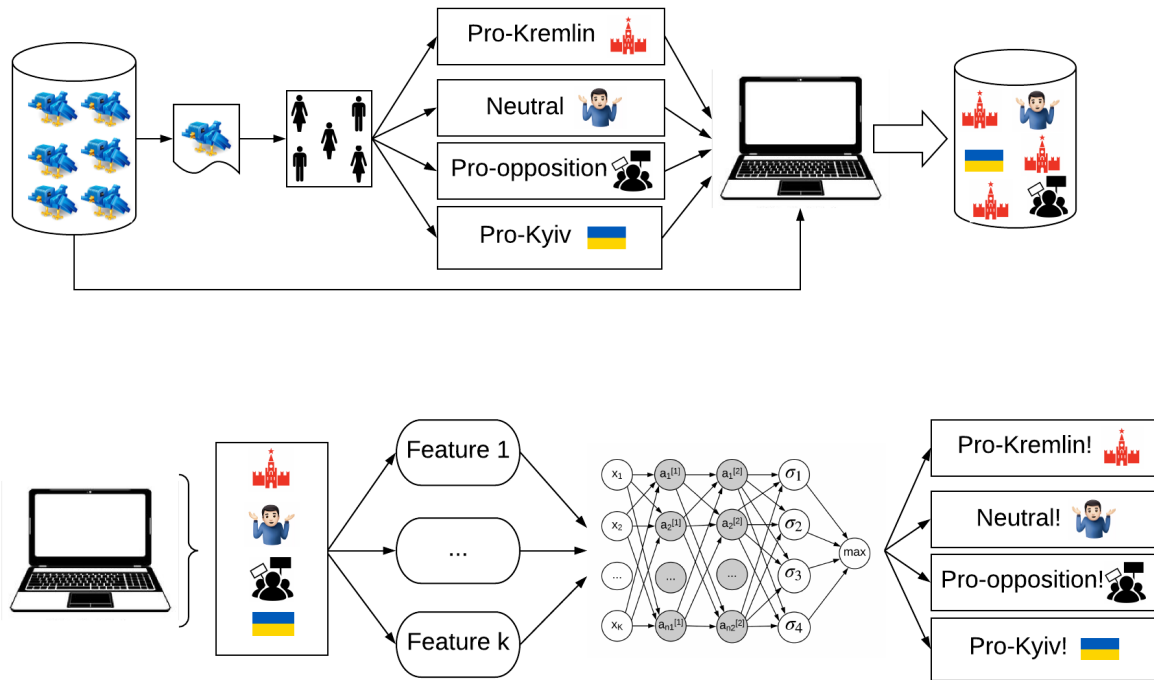 Pro-Kremlin
Neutral
Pro-opposition
Pro-Kyiv
Feature 1
...
Feature k
x₁
x₂
...
x_K
a₁[1]
a₂[1]
...
aₙ₁[1]
a₁[2]
a₂[2]
...
aₙ₂[2]
σ₁
σ₂
σ₃
σ₄
max
Pro-Kremlin!
Neutral!
Pro-opposition!
Pro-Kyiv!